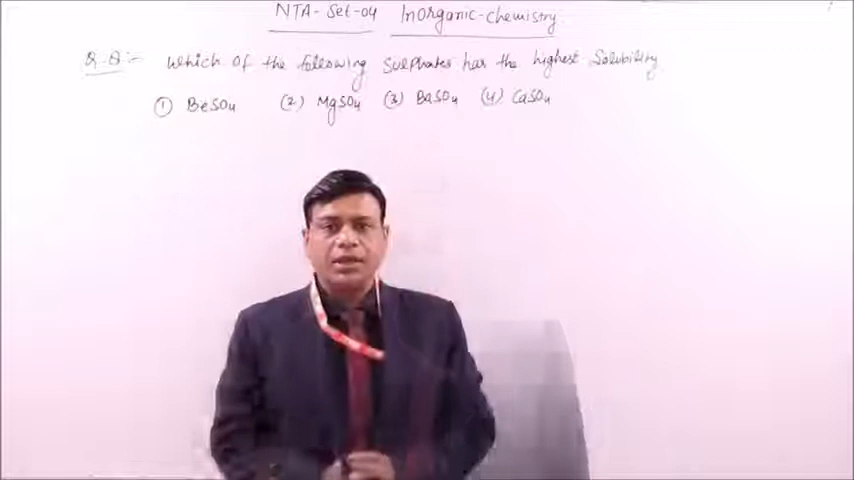 NTA-Set-04 Inorganic-chemistry
Q.8:- which of the following Sulphates has the highest Solubility
(1) BeSO4 (2) MgSO4 (3) BaSO4 (4) CaSO4